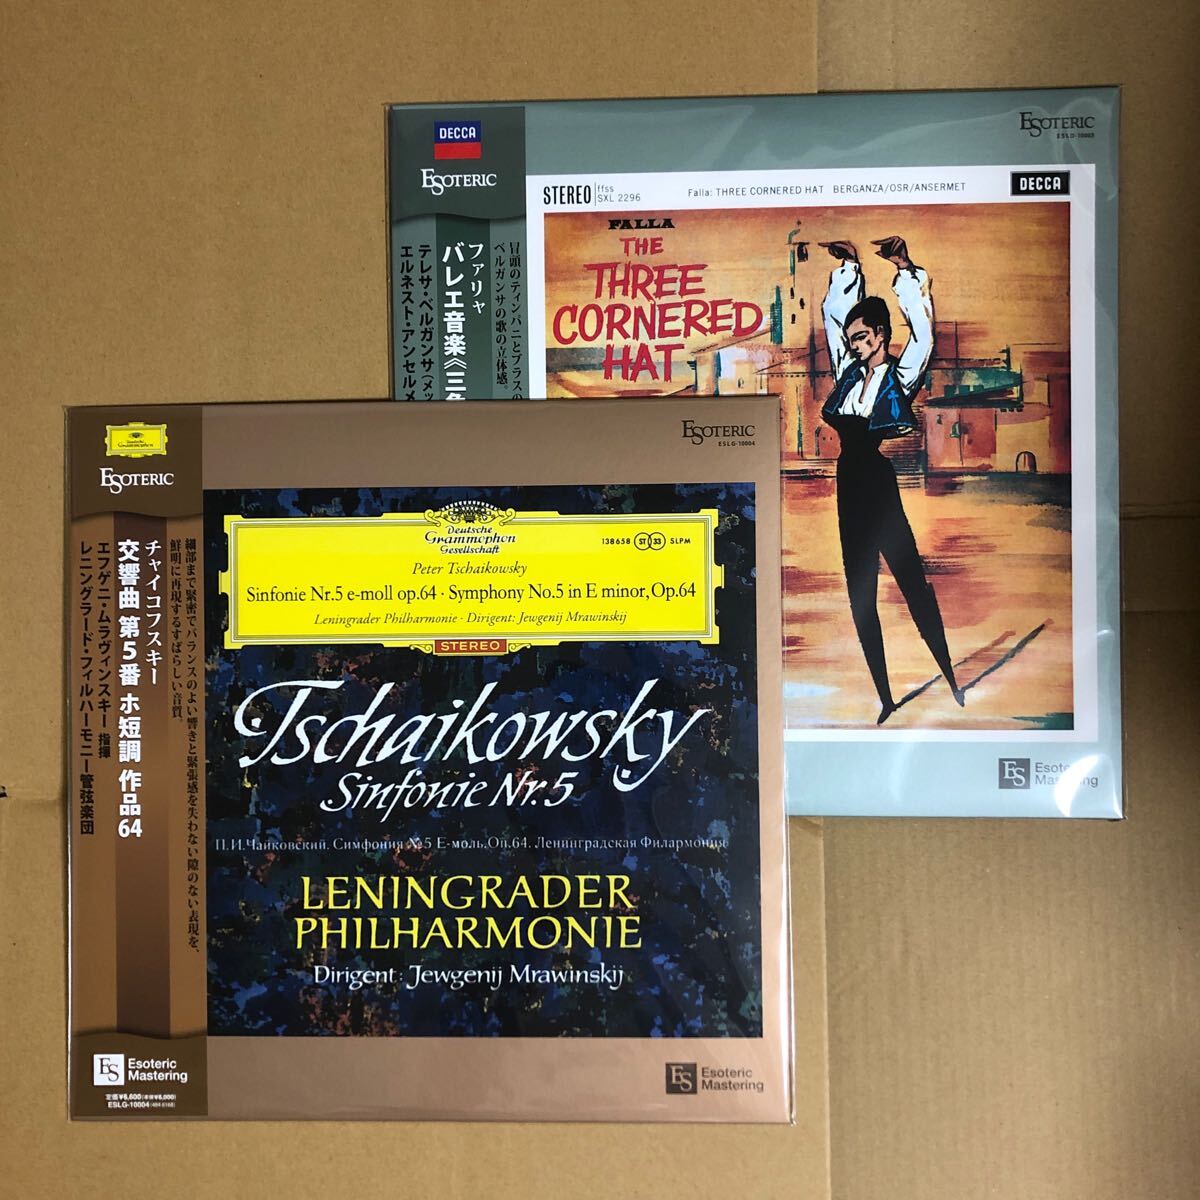 DECCA
ESOTERIC
ファリャ
バレエ音楽《三角
テレサ・ベルガンサ(メッ
エルネスト・アンセルメ
冒頭のティンパニとブラスの
ベルガンサの歌の立体感。
ESOTERIC
ESLD-10003
STEREO
ffss
SXL 2296
Falla: THREE CORNERED HAT BERGANZA/OSR/ANSERMET
DECCA
FALLA
THE
THREE
CORNERED
HAT
ES
Esoteric
Mastering
Deutsche
Grammophon
ESOTERIC
チャイコフスキー
交響曲 第5番 ホ短調 作品64
エフゲニ・ムラヴィンスキー 指揮
レニングラード・フィルハーモニー管弦楽団
細部まで緊密でバランスのよい響きと緊張感を失わない隙のない表現を、
鮮明に再現するすばらしい音質。
ES
Esoteric
Mastering
定価¥6,600(本体¥6,000)
ESLG-10004
ESOTERIC
ESLG-10004
Deutsche
Grammophon
Gesellschaft
138658 ST 33 SLPM
Peter Tschaikowsky
Sinfonie Nr.5 e-moll op.64 · Symphony No.5 in E minor, Op.64
Leningrader Philharmonie · Dirigent: Jewgenij Mrawinskij
STEREO
Tschaikowsky
Sinfonie Nr.5
П.И.Чайковский. Симфония №5 Е-моль, Оп.64. Ленинградская Филармония
LENINGRADER
PHILHARMONIE
Dirigent: Jewgenij Mrawinskij
ES
Esoteric
Mastering